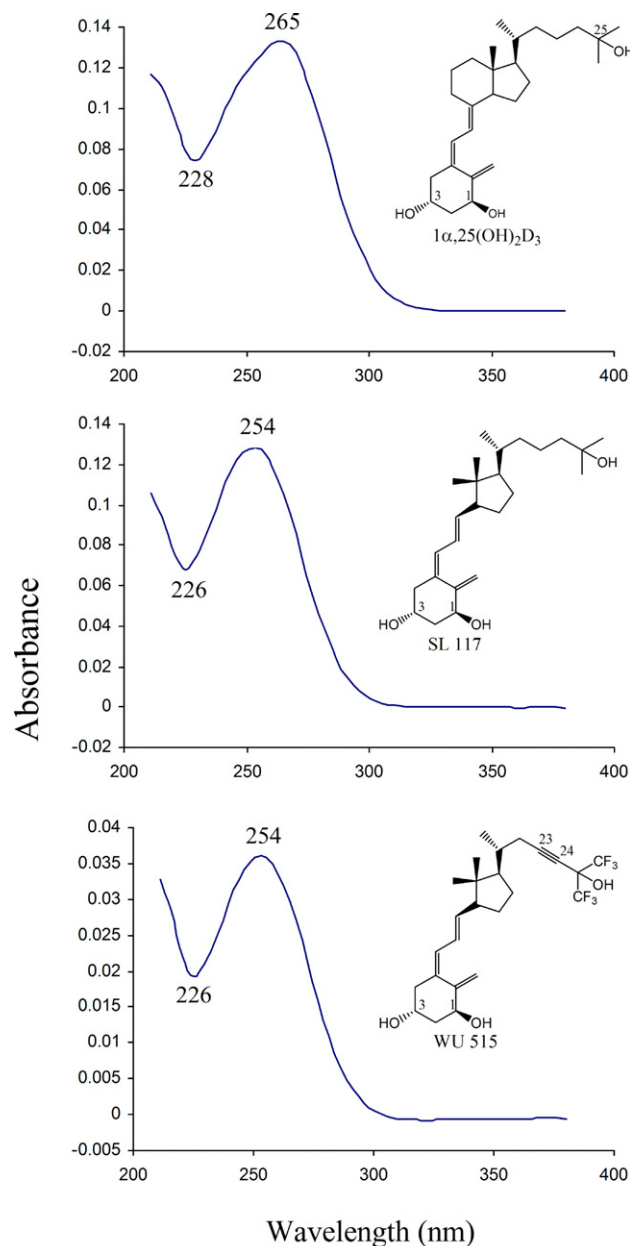 265
0.14
0.12
0.1
0.08
0.06
0.04
0.02
0
-0.02
228
200 250 300 350 400
25
OH
3 1
HO OH
1α,25(OH)₂D₃
254
0.14
0.12
0.1
0.08
0.06
0.04
0.02
0
-0.02
226
200 250 300 350 400
OH
3 1
HO OH
SL 117
Absorbance
254
0.04
0.035
0.03
0.025
0.02
0.015
0.01
0.005
0
-0.005
226
200 250 300 350 400
23 24
CF₃
OH
CF₃
3 1
HO OH
WU 515
Wavelength (nm)